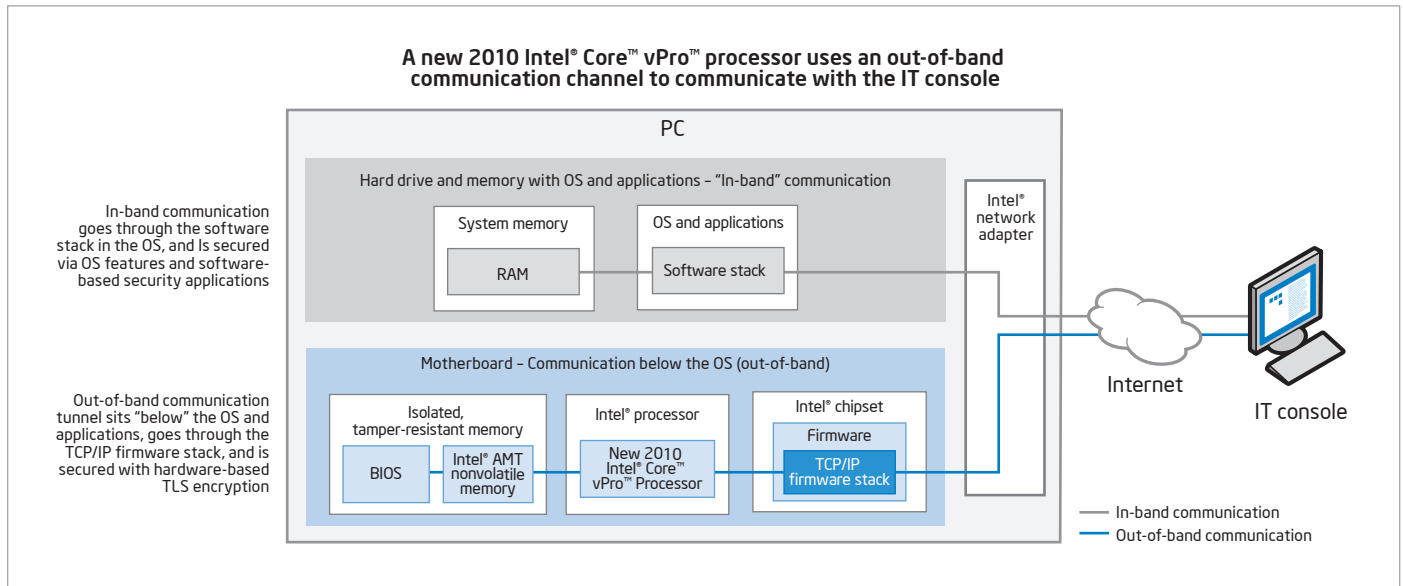 A new 2010 Intel® Core™ vPro™ processor uses an out-of-band
communication channel to communicate with the IT console
PC
Hard drive and memory with OS and applications – “In-band” communication
In-band communication
goes through the software
stack in the OS, and Is secured
via OS features and software-
based security applications
System memory
RAM
OS and applications
Software stack
Intel®
network
adapter
Internet
IT console
Motherboard – Communication below the OS (out-of-band)
Out-of-band communication
tunnel sits “below” the OS and
applications, goes through the
TCP/IP firmware stack, and is
secured with hardware-based
TLS encryption
Isolated,
tamper-resistant memory
BIOS
Intel® AMT
nonvolatile
memory
Intel® processor
New 2010
Intel® Core™
vPro™ Processor
Intel® chipset
Firmware
TCP/IP
firmware stack
In-band communication
Out-of-band communication